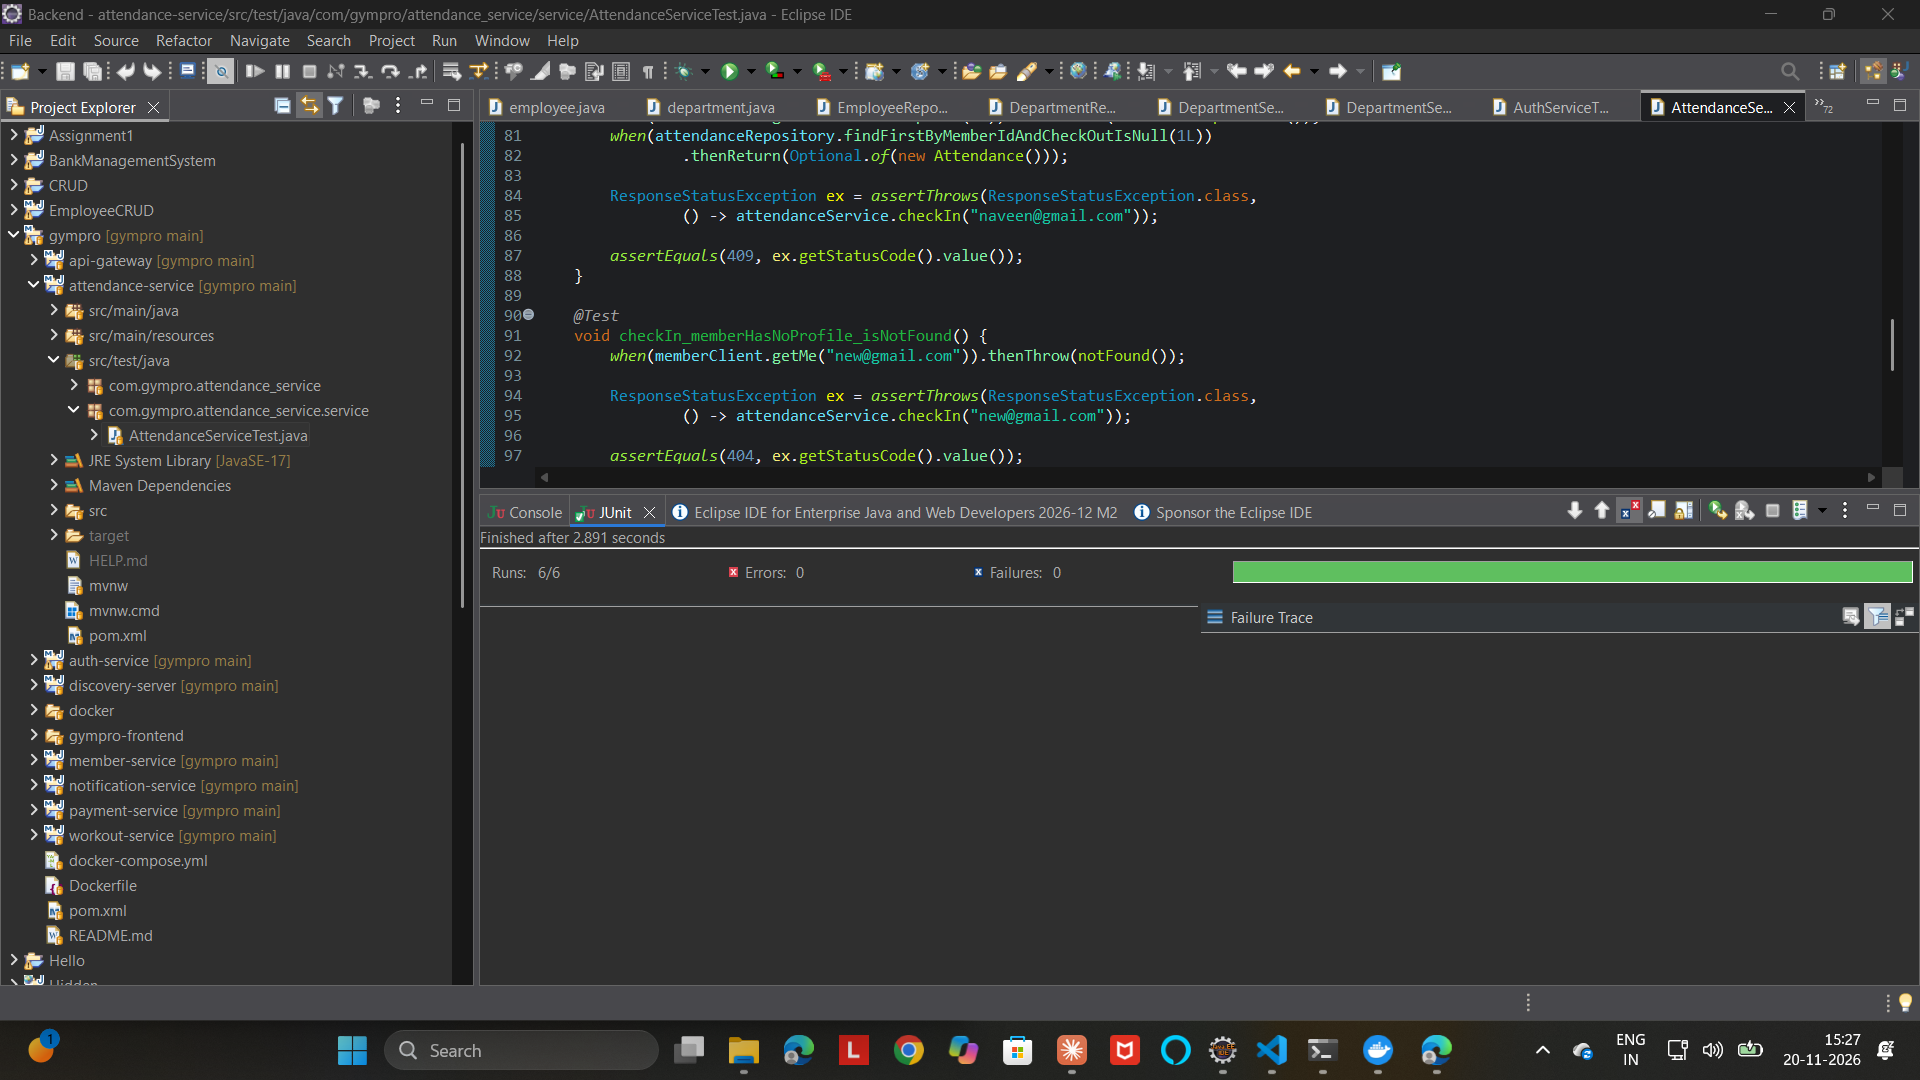 Backend - attendance-service/src/test/java/com/gympro/attendance_service/service/AttendanceServiceTest.java - Eclipse IDE
File Edit Source Refactor Navigate Search Project Run Window Help
Project Explorer
Assignment1
BankManagementSystem
CRUD
EmployeeCRUD
gympro [gympro main]
api-gateway [gympro main]
attendance-service [gympro main]
src/main/java
src/main/resources
src/test/java
com.gympro.attendance_service
com.gympro.attendance_service.service
AttendanceServiceTest.java
JRE System Library [JavaSE-17]
Maven Dependencies
src
target
HELP.md
mvnw
mvnw.cmd
pom.xml
auth-service [gympro main]
discovery-server [gympro main]
docker
gympro-frontend
member-service [gympro main]
notification-service [gympro main]
payment-service [gympro main]
workout-service [gympro main]
docker-compose.yml
Dockerfile
pom.xml
README.md
Hello
Hidden
employee.java department.java EmployeeRepo... DepartmentRe... DepartmentSe... DepartmentSe... AuthServiceT... AttendanceSe... 72
81 when(attendanceRepository.findFirstByMemberIdAndCheckOutIsNull(1L))
82 .thenReturn(Optional.of(new Attendance()));
83
84 ResponseStatusException ex = assertThrows(ResponseStatusException.class,
85 () -> attendanceService.checkIn("naveen@gmail.com"));
86
87 assertEquals(409, ex.getStatusCode().value());
88 }
89
90 @Test
91 void checkIn_memberHasNoProfile_isNotFound() {
92 when(memberClient.getMe("new@gmail.com")).thenThrow(notFound());
93
94 ResponseStatusException ex = assertThrows(ResponseStatusException.class,
95 () -> attendanceService.checkIn("new@gmail.com"));
96
97 assertEquals(404, ex.getStatusCode().value());
Console JUnit Eclipse IDE for Enterprise Java and Web Developers 2026-12 M2 Sponsor the Eclipse IDE
Finished after 2.891 seconds
Runs: 6/6 Errors: 0 Failures: 0
Failure Trace
1
Search
ENG
IN
15:27
20-11-2026